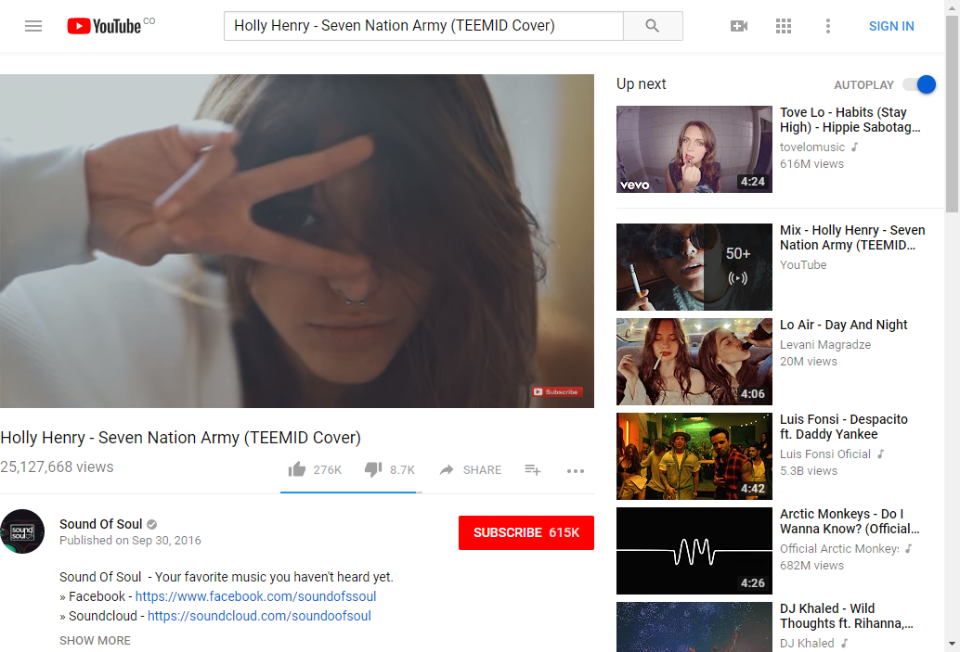 YouTube CO
Holly Henry - Seven Nation Army (TEEMID Cover)
SIGN IN
Subscribe
Holly Henry - Seven Nation Army (TEEMID Cover)
25,127,668 views
276K
8.7K
SHARE
sound
soul
Sound Of Soul
Published on Sep 30, 2016
SUBSCRIBE 615K
Sound Of Soul - Your favorite music you haven't heard yet.
» Facebook - https://www.facebook.com/soundofssoul
» Soundcloud - https://soundcloud.com/soundoofsoul
SHOW MORE
Up next
AUTOPLAY
vevo
4:24
Tove Lo - Habits (Stay
High) - Hippie Sabotag...
tovelomusic
616M views
50+
Mix - Holly Henry - Seven
Nation Army (TEEMID...
YouTube
4:06
Lo Air - Day And Night
Levani Magradze
20M views
4:42
Luis Fonsi - Despacito
ft. Daddy Yankee
Luis Fonsi Oficial
5.3B views
4:26
Arctic Monkeys - Do I
Wanna Know? (Official...
Official Arctic Monkeys
682M views
DJ Khaled - Wild
Thoughts ft. Rihanna,...
DJ Khaled